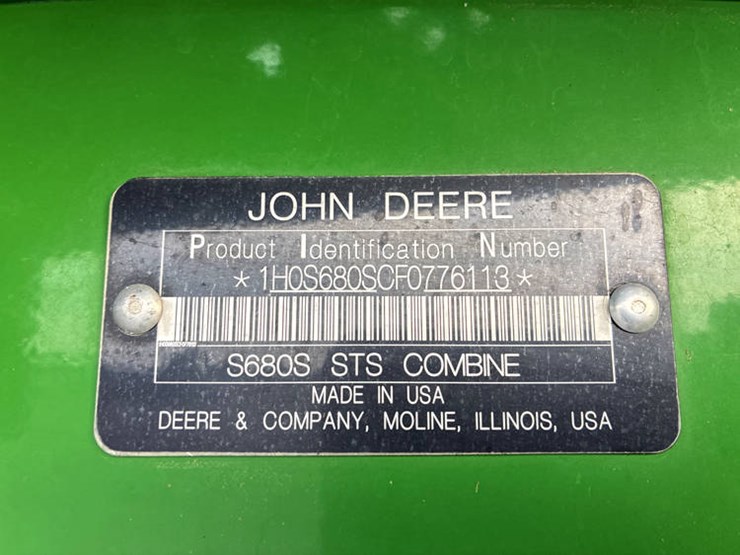 JOHN DEERE
Product Identification Number
*1H0S680SCF0776113*
S680S STS COMBINE
MADE IN USA
DEERE & COMPANY, MOLINE, ILLINOIS, USA